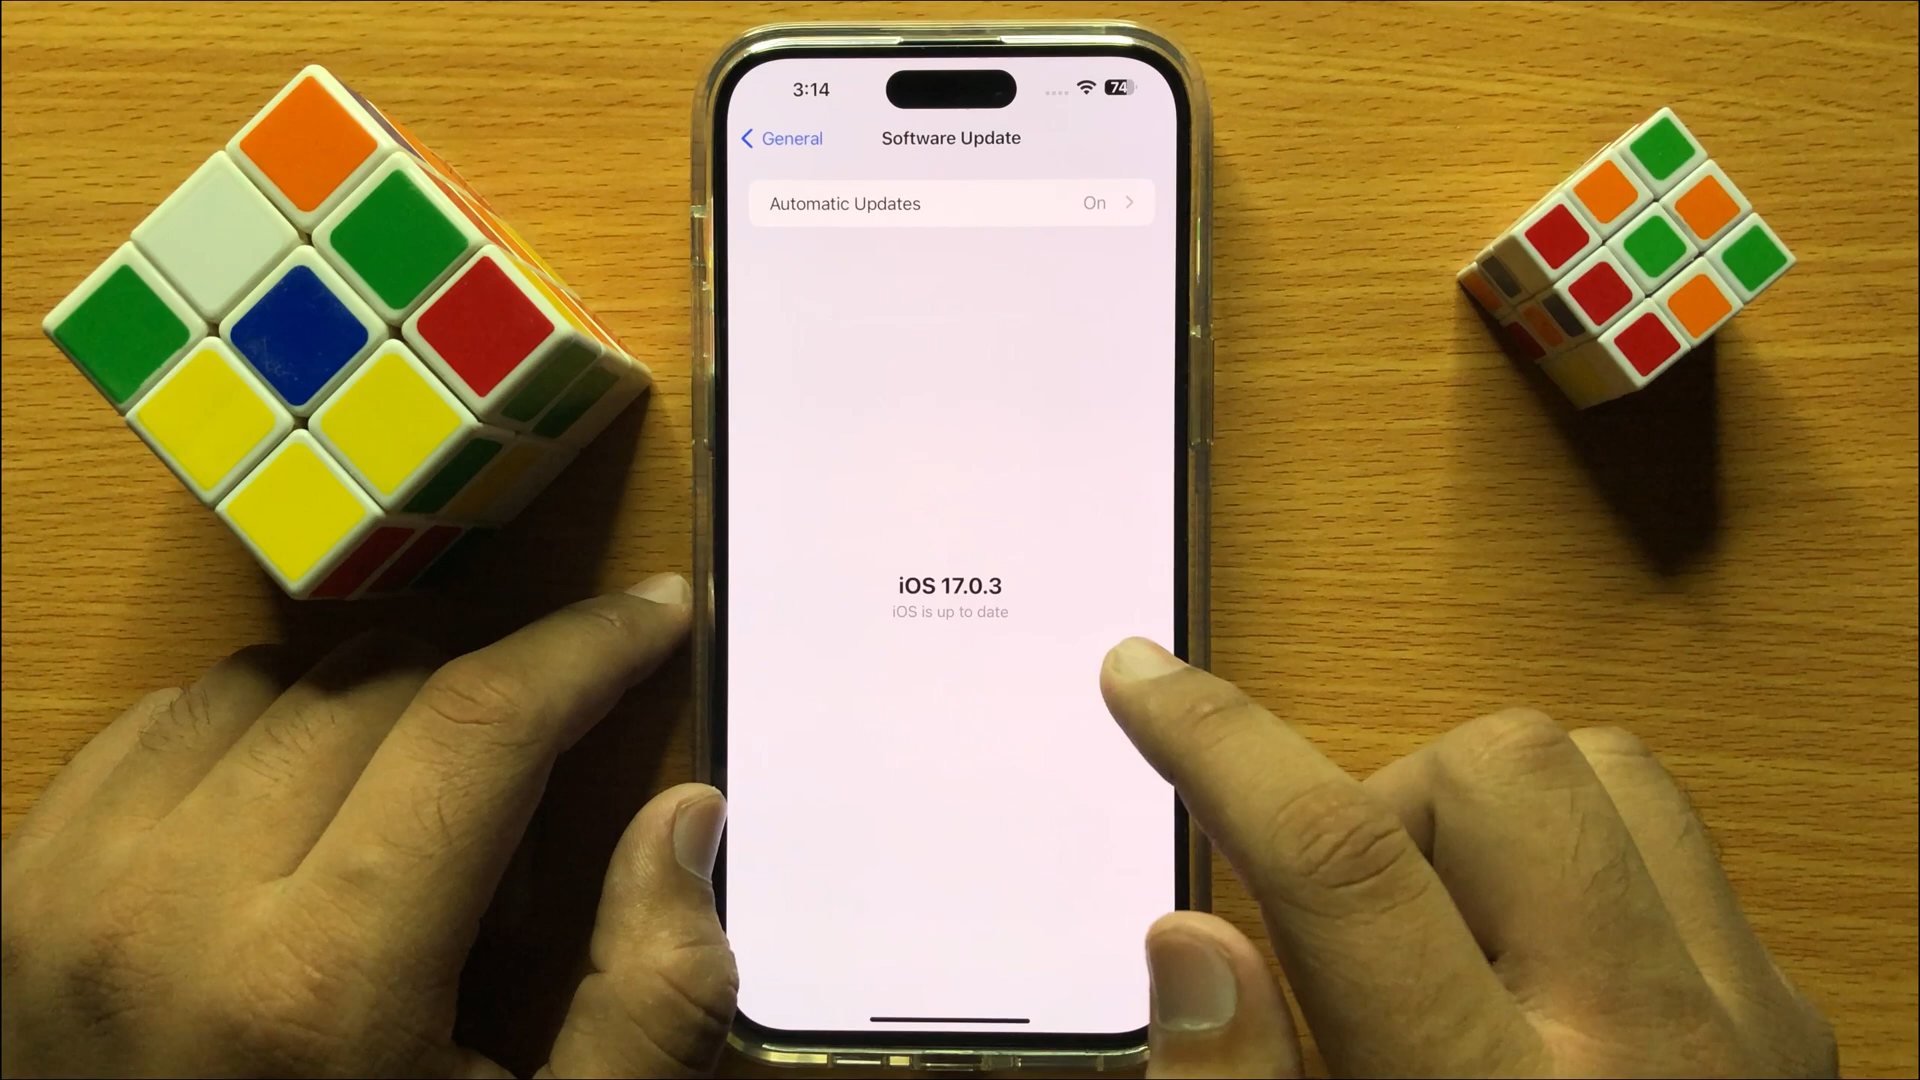 3:14
74
General
Software Update
Automatic Updates
On
iOS 17.0.3
iOS is up to date